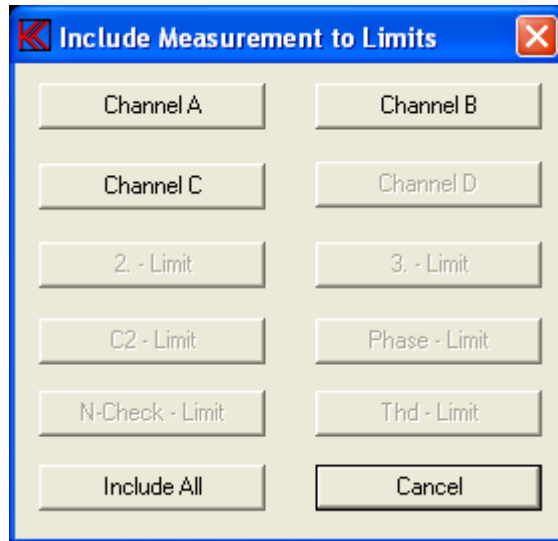 Include Measurement to Limits
Channel A
Channel B
Channel C
Channel D
2. - Limit
3. - Limit
C2 - Limit
Phase - Limit
N-Check - Limit
Thd - Limit
Include All
Cancel